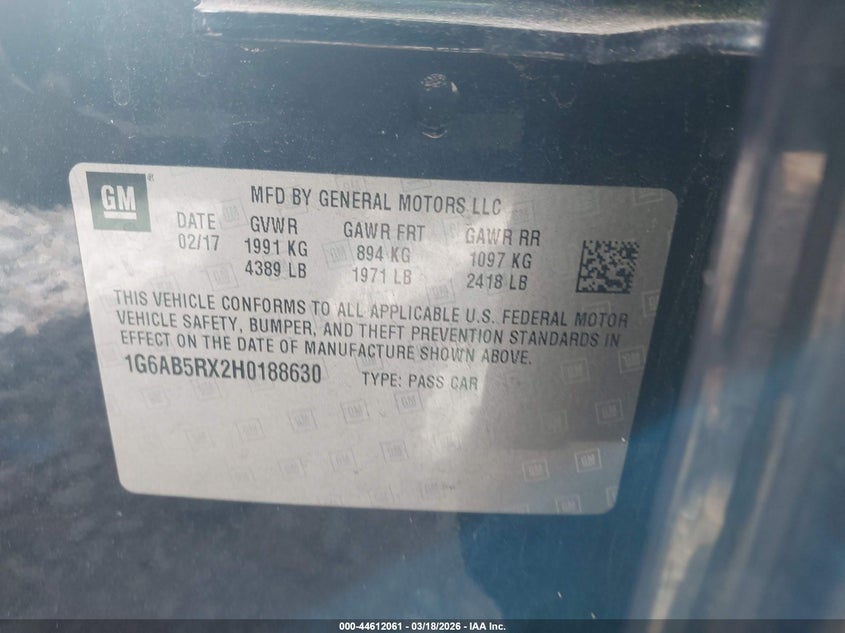 GM
MFD BY GENERAL MOTORS LLC
DATE GVWR GAWR FRT GAWR RR
02/17 1991 KG 894 KG 1097 KG
4389 LB 1971 LB 2418 LB
THIS VEHICLE CONFORMS TO ALL APPLICABLE U.S. FEDERAL MOTOR
VEHICLE SAFETY, BUMPER, AND THEFT PREVENTION STANDARDS IN
EFFECT ON THE DATE OF MANUFACTURE SHOWN ABOVE.
1G6AB5RX2H0188630 TYPE: PASS CAR
000-44612061 - 03/18/2026 - IAA Inc.